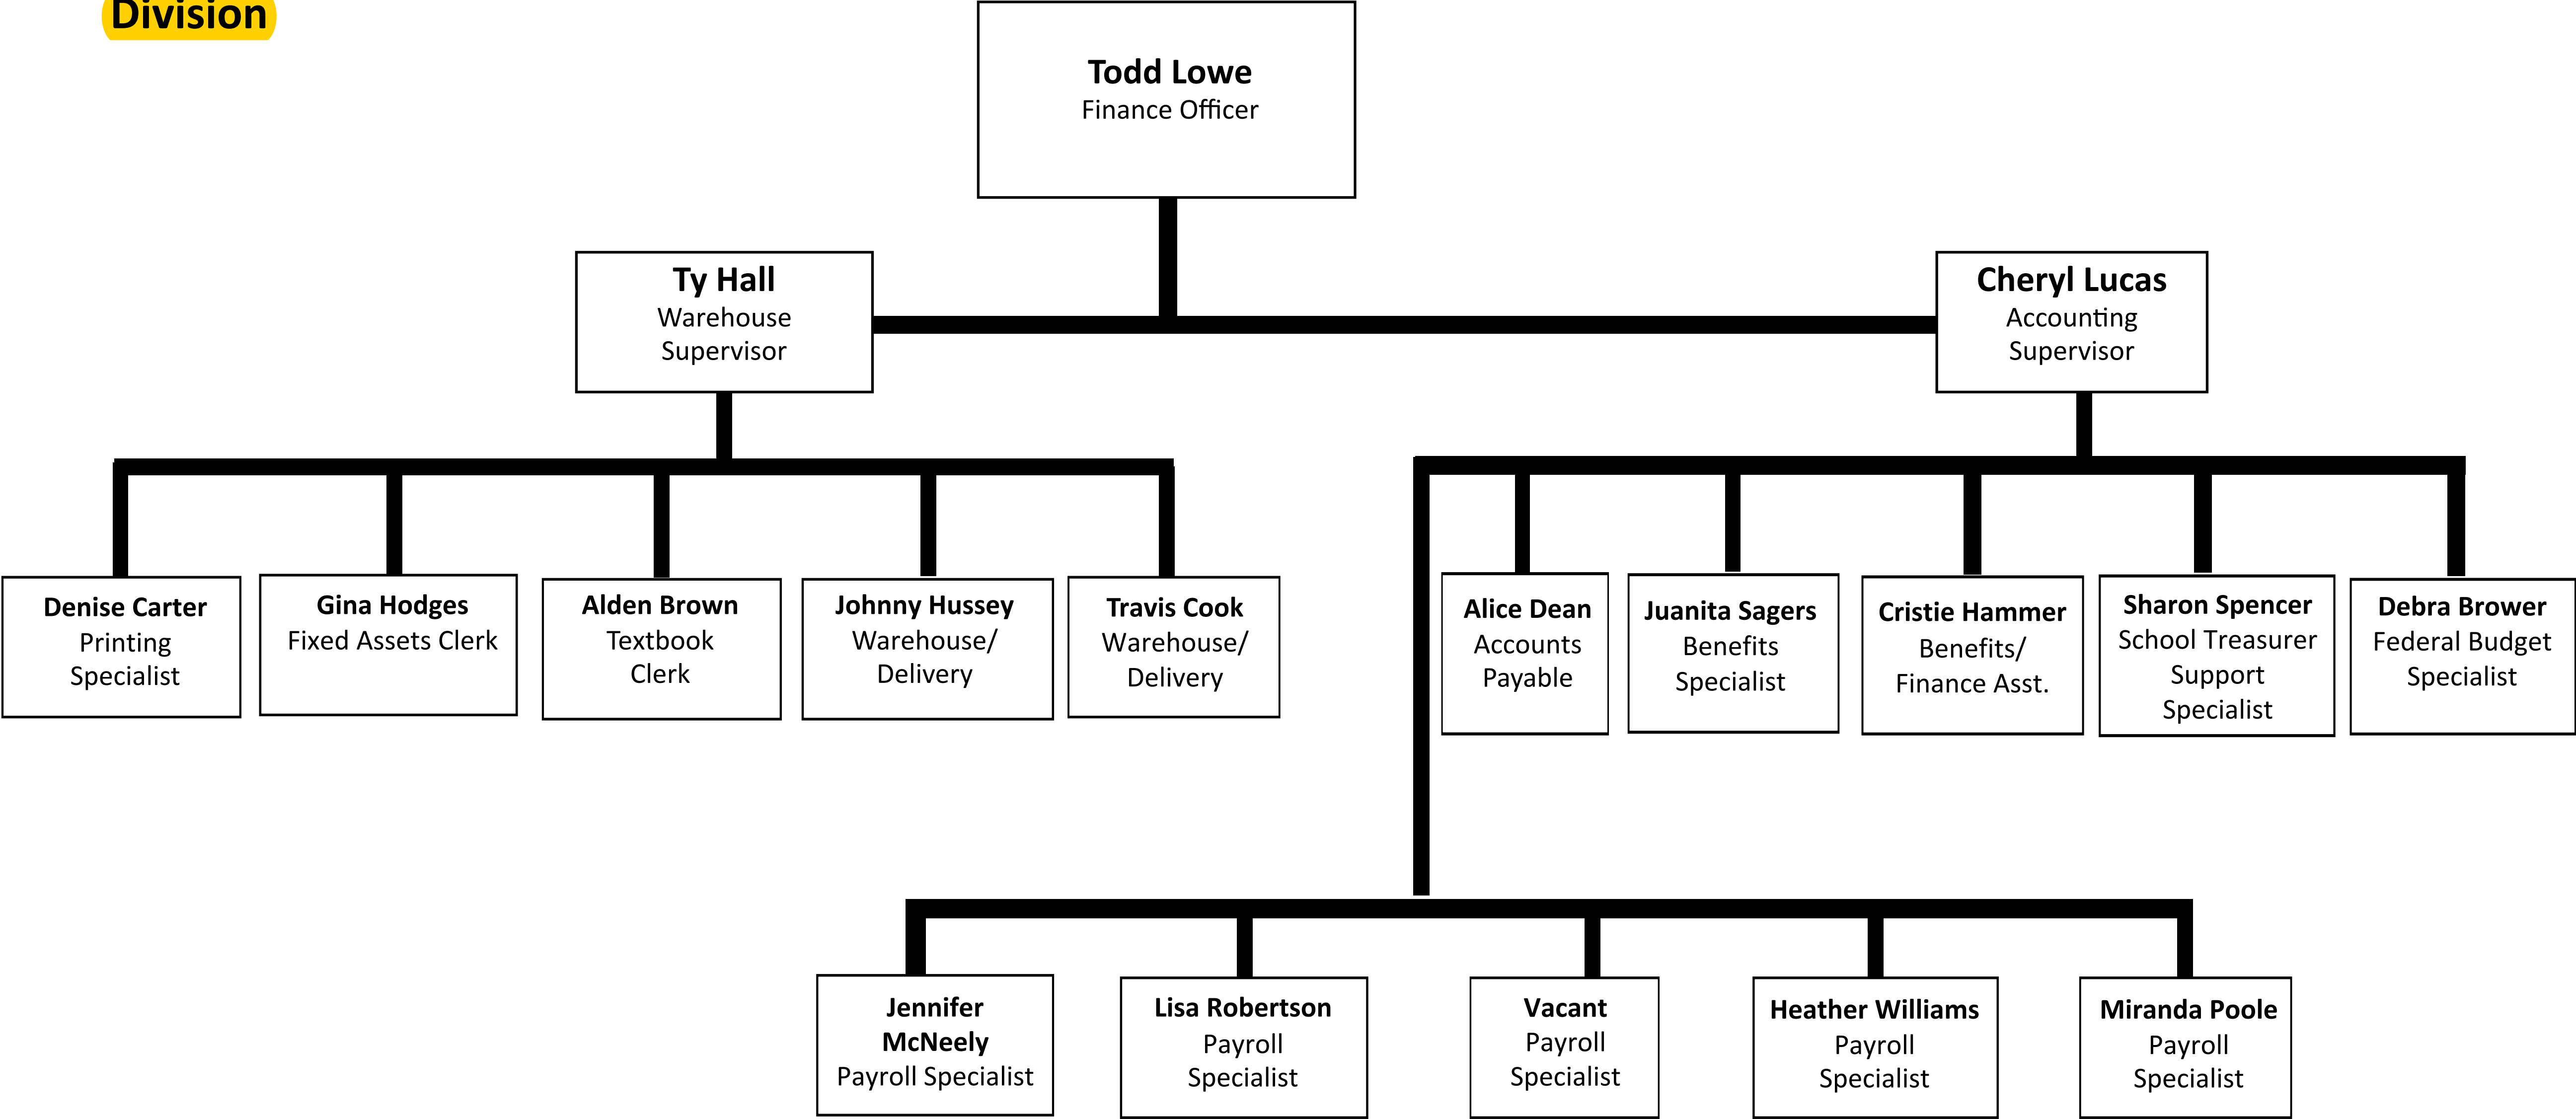 Division
Todd Lowe
Finance Officer
Ty Hall
Warehouse
Supervisor
Cheryl Lucas
Accounting
Supervisor
Denise Carter
Printing
Specialist
Gina Hodges
Fixed Assets Clerk
Alden Brown
Textbook
Clerk
Johnny Hussey
Warehouse/
Delivery
Travis Cook
Warehouse/
Delivery
Alice Dean
Accounts
Payable
Juanita Sagers
Benefits
Specialist
Cristie Hammer
Benefits/
Finance Asst.
Sharon Spencer
School Treasurer
Support
Specialist
Debra Brower
Federal Budget
Specialist
Jennifer
McNeely
Payroll Specialist
Lisa Robertson
Payroll
Specialist
Vacant
Payroll
Specialist
Heather Williams
Payroll
Specialist
Miranda Poole
Payroll
Specialist